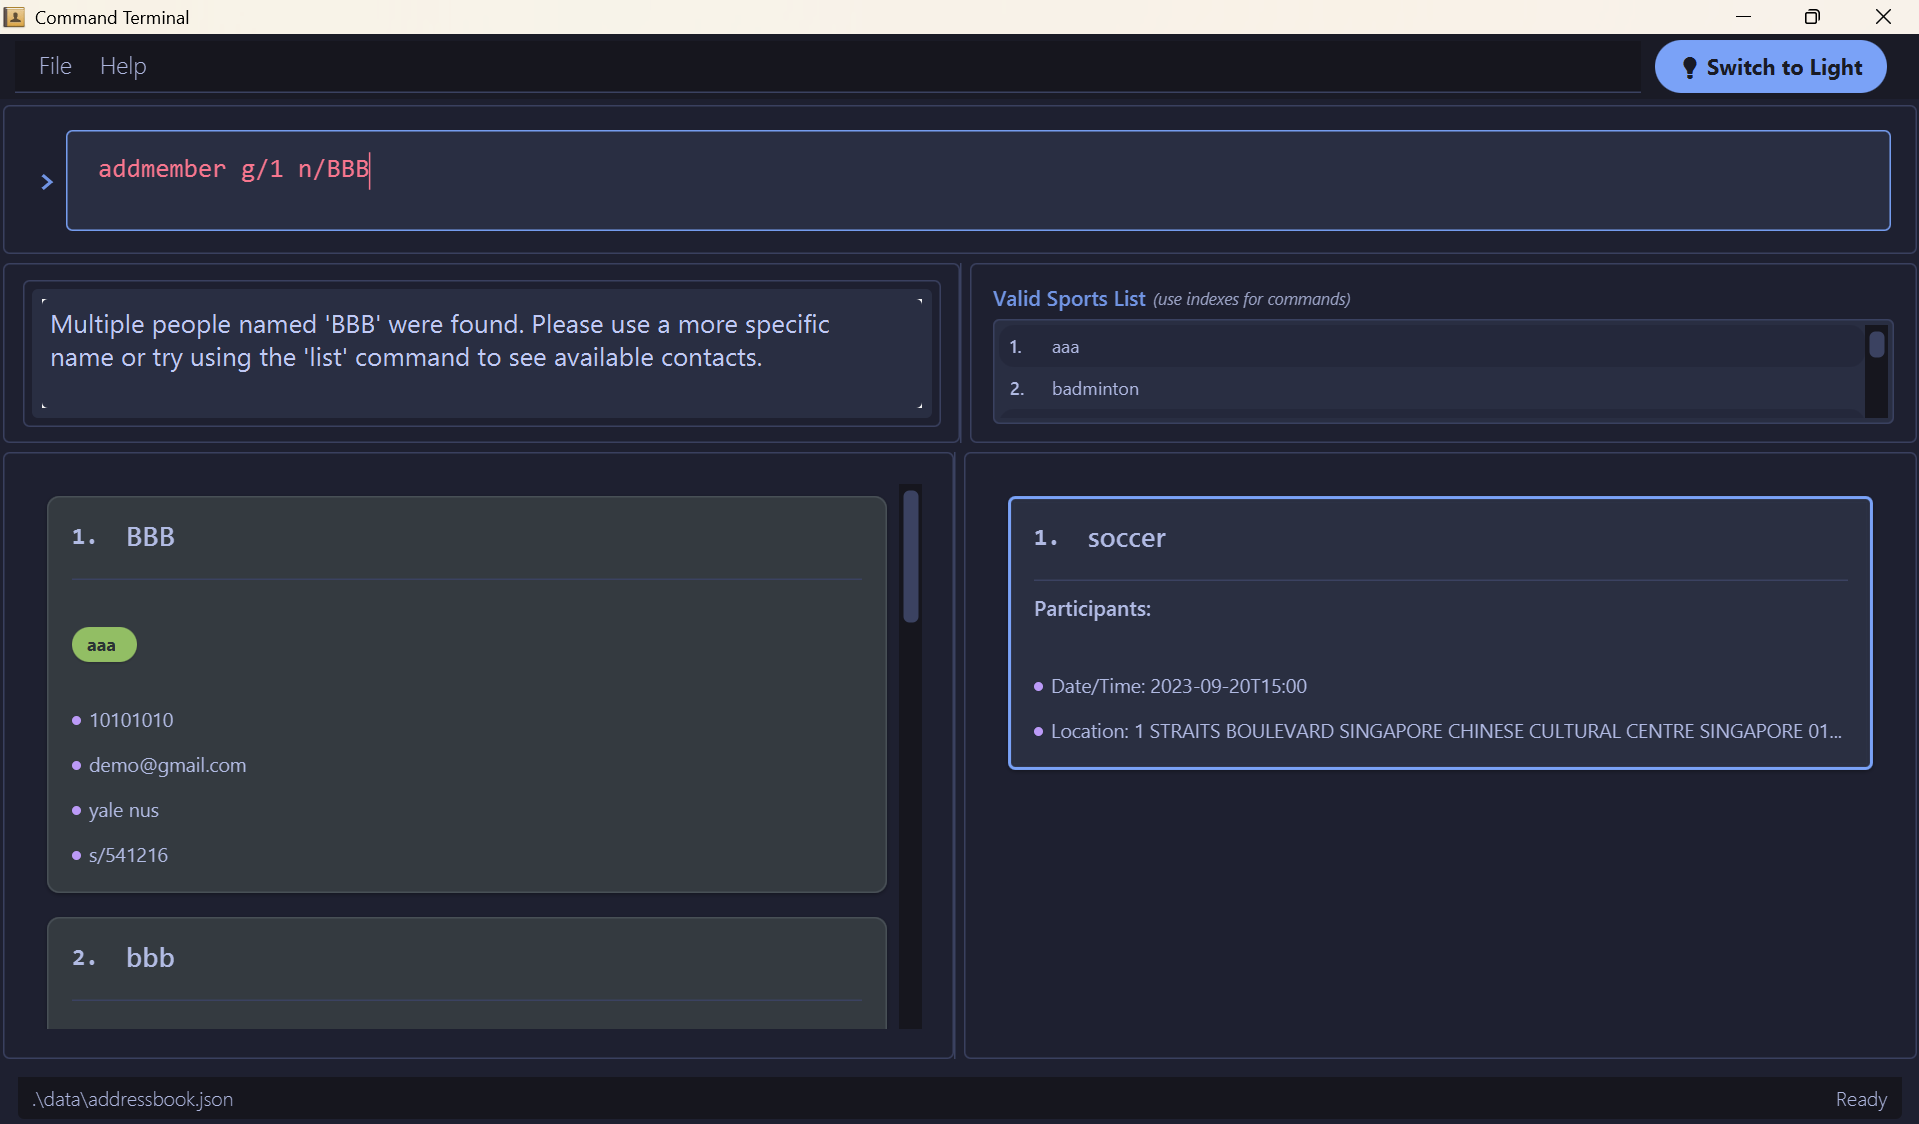 Command Terminal
File Help
Switch to Light
> addmember g/1 n/BBB
Multiple people named 'BBB' were found. Please use a more specific
name or try using the 'list' command to see available contacts.
Valid Sports List (use indexes for commands)
1. aaa
2. badminton
1. BBB
aaa
10101010
demo@gmail.com
yale nus
s/541216
2. bbb
1. soccer
Participants:
Date/Time: 2023-09-20T15:00
Location: 1 STRAITS BOULEVARD SINGAPORE CHINESE CULTURAL CENTRE SINGAPORE 01...
.\data\addressbook.json
Ready